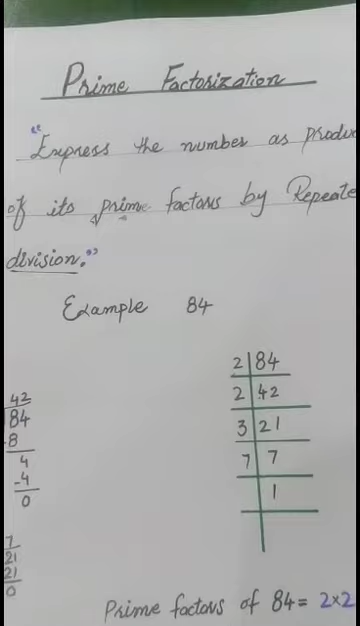 Prime Factorization
"Express the number as produ
of its prime factors by Repeate
division."
Example 84
2 84
2 42
3 21
7 7
1
42
84
8
4
-4
0
7
21
21
0
Prime factors of 84= 2×2